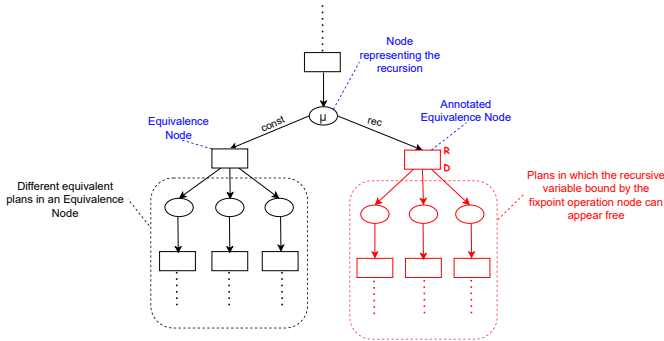 Node
representing the
recursion
μ
const
rec
Equivalence
Node
Annotated
Equivalence Node
R
D
Different equivalent
plans in an Equivalence
Node
Plans in which the recursive
variable bound by the
fixpoint operation node can
appear free